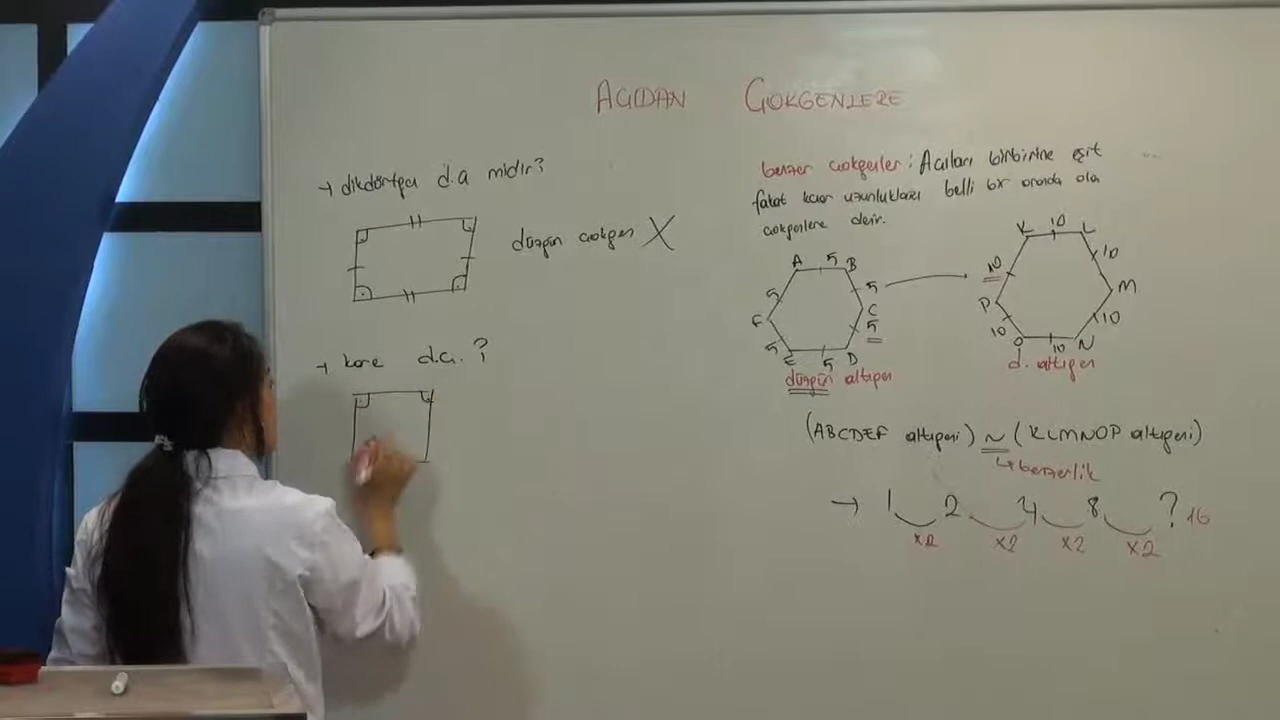 AÇIDAN ÇOKGENLERE
→ dikdörtgen d.a mıdır?
düzgün çokgen X
→ kare d.a. ?
benzer çokgenler : Açıları birbirine eşit
fakat kenar uzunlukları belli bir oranda olan
çokgenlere denir.
A 5 B
5 5
F C
5 5
E 5 D
düzgün altıgen
K 10 L
10 10
P M
10 10
O 10 N
d. altıgen
(ABCDEF altıgeni) ~ (KLMNOP altıgeni)
↳ benzerlik
→ 1 2 4 8 ? 16
x2 x2 x2 x2